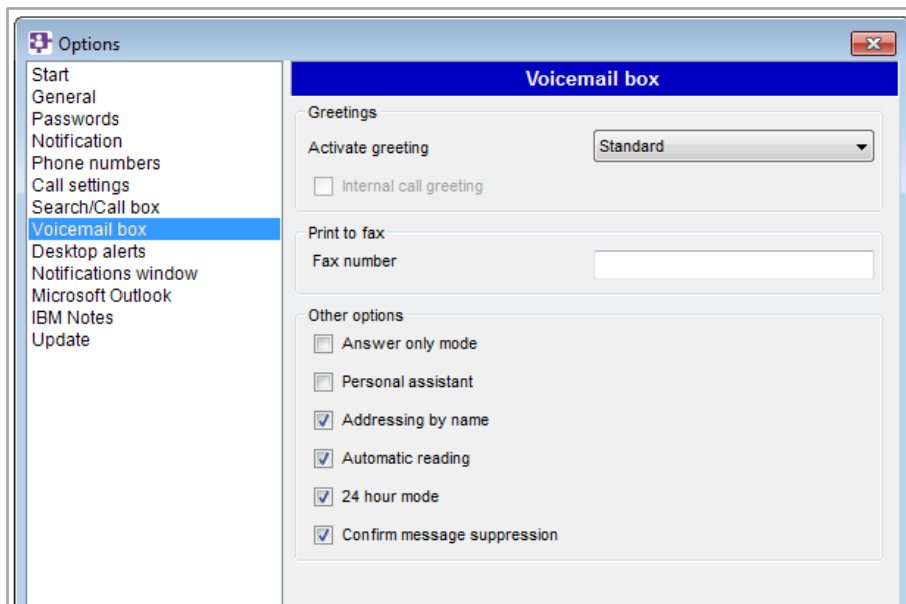 Options
Start
General
Passwords
Notification
Phone numbers
Call settings
Search/Call box
Voicemail box
Desktop alerts
Notifications window
Microsoft Outlook
IBM Notes
Update
Voicemail box
Greetings
Activate greeting Standard
Internal call greeting
Print to fax
Fax number
Other options
Answer only mode
Personal assistant
Addressing by name
Automatic reading
24 hour mode
Confirm message suppression